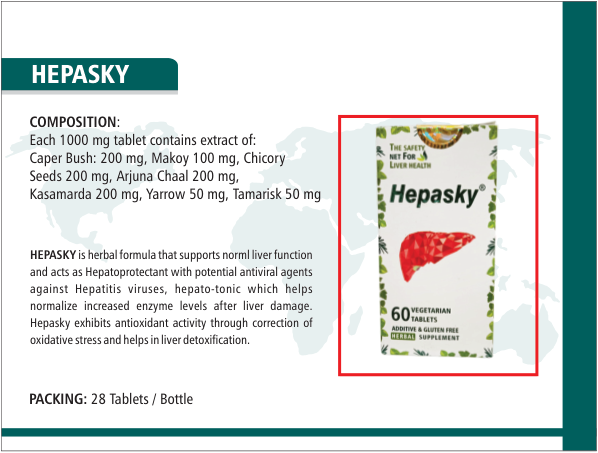 HEPASKY
COMPOSITION:
Each 1000 mg tablet contains extract of:
Caper Bush: 200 mg, Makoy 100 mg, Chicory
Seeds 200 mg, Arjuna Chaal 200 mg,
Kasamarda 200 mg, Yarrow 50 mg, Tamarisk 50 mg
HEPASKY is herbal formula that supports norml liver function
and acts as Hepatoprotectant with potential antiviral agents
against Hepatitis viruses, hepato-tonic which helps
normalize increased enzyme levels after liver damage.
Hepasky exhibits antioxidant activity through correction of
oxidative stress and helps in liver detoxification.
PACKING: 28 Tablets / Bottle
THE SAFETY
NET FOR
LIVER HEALTH
Hepasky®
60 VEGETARIAN
TABLETS
ADDITIVE & GLUTEN FREE
HERBAL SUPPLEMENT